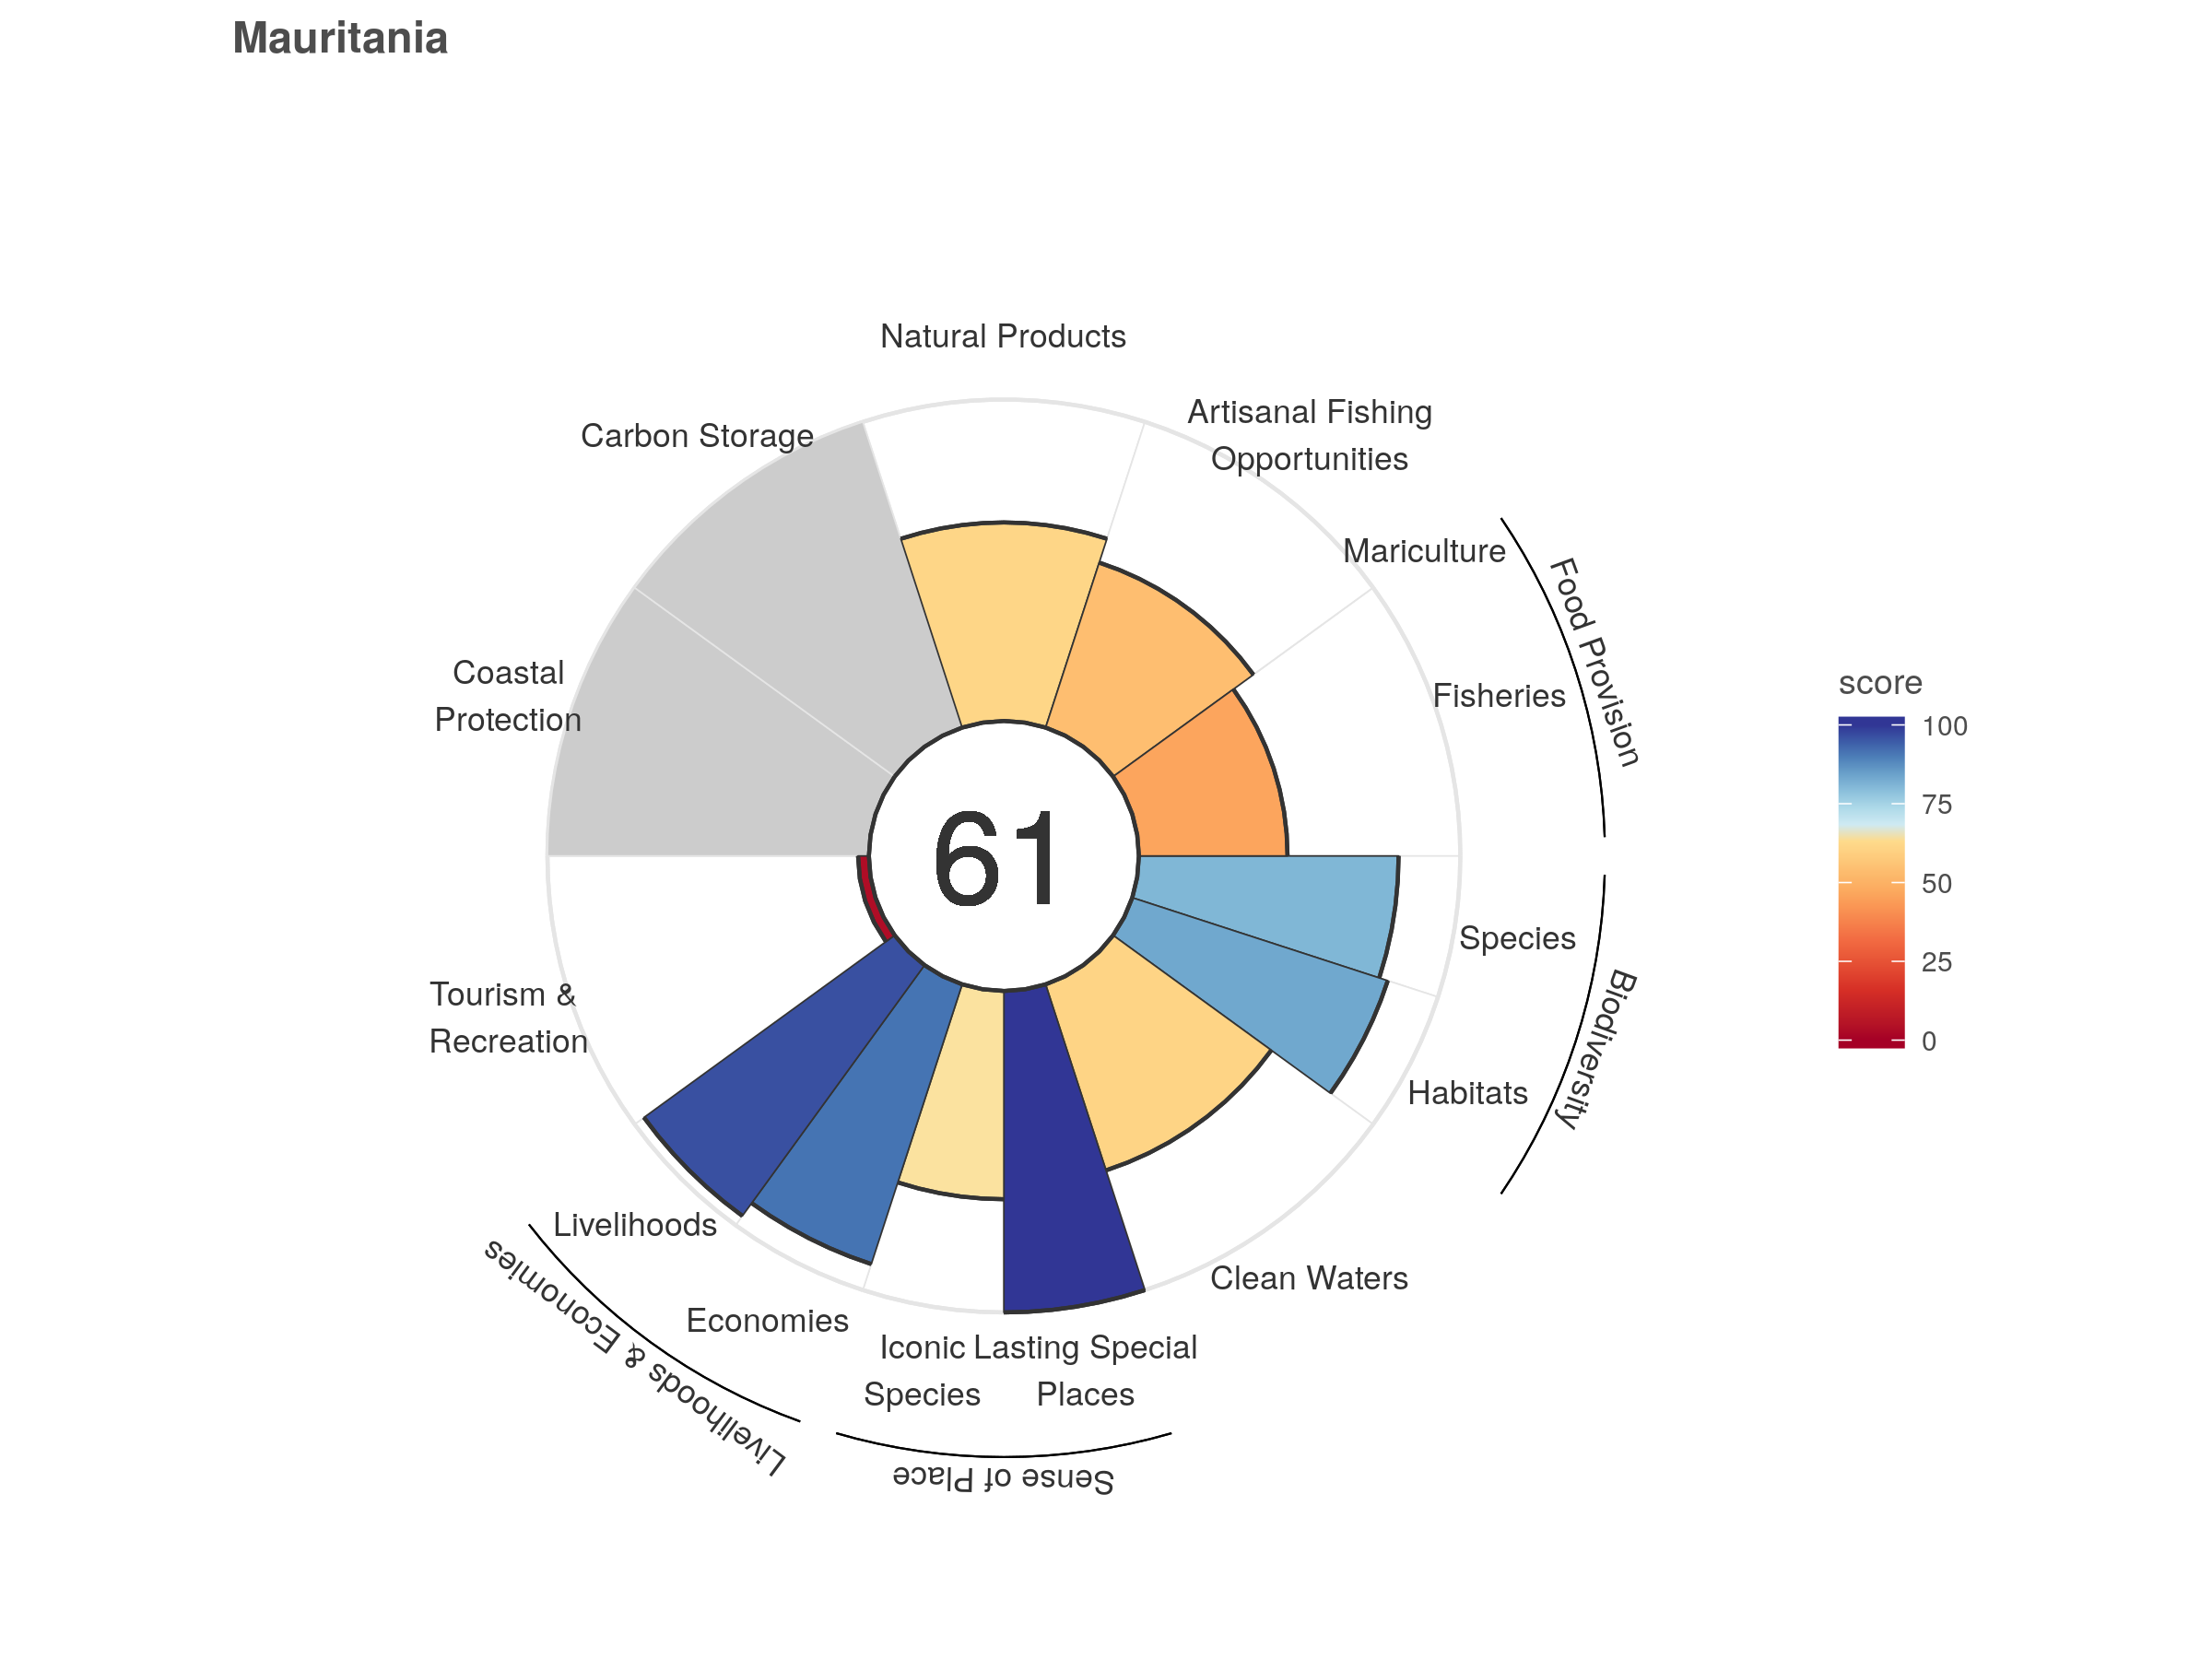 Mauritania
Natural Products
Artisanal Fishing
Opportunities
Carbon Storage
Mariculture
Food Provision
Fisheries
Coastal
Protection
score
100
75
50
25
0
61
Species
Biodiversity
Habitats
Tourism &
Recreation
Livelihoods
Livelihoods & Economies
Clean Waters
Economies
Iconic
Species
Lasting Special
Places
Sense of Place